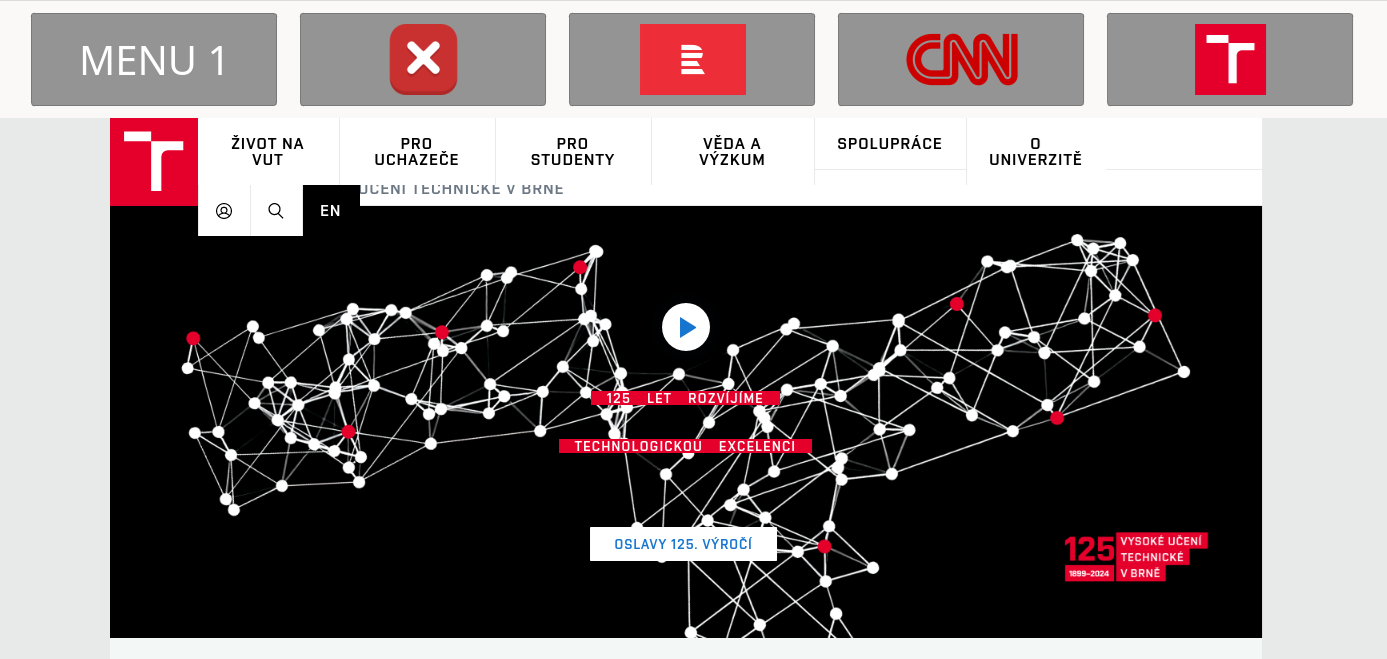 MENU 1
CNN
ŽIVOT NA
VUT
PRO
UCHAZEČE
PRO
STUDENTY
VĚDA A
VÝZKUM
SPOLUPRÁCE
O
UNIVERZITĚ
UČENÍ TECHNICKÉ V BRNĚ
EN
125 LET ROZVÍJÍME
TECHNOLOGICKOU EXCELENCI
OSLAVY 125. VÝROČÍ
125
1899–2024
VYSOKÉ UČENÍ
TECHNICKÉ
V BRNĚ